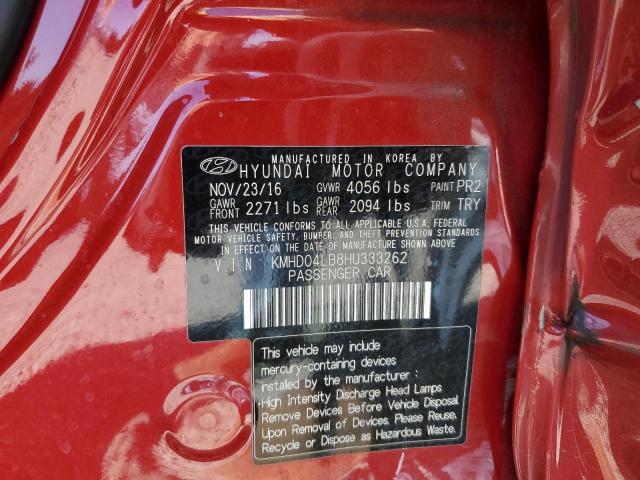 MANUFACTURED IN KOREA BY
HYUNDAI MOTOR COMPANY
NOV/23/16 GVWR 4056 lbs PAINT PR2
GAWR FRONT 2271 lbs GAWR REAR 2094 lbs TRIM TRY
THIS VEHICLE CONFORMS TO ALL APPLICABLE U.S.A. FEDERAL
MOTOR VEHICLE SAFETY, BUMPER, AND THEFT PREVENTION
STANDARDS IN EFFECT ON THE DATE OF MANUFACTURE SHOWN ABOVE.
V I N : KMHD04LB8HU333262
PASSENGER CAR
This vehicle may include
mercury-containing devices
installed by the manufacturer :
High Intensity Discharge Head Lamps
Remove Devices Before Vehicle Disposal.
Upon Removal of Devices. Please Reuse,
Recycle or Dispose as Hazardous Waste.